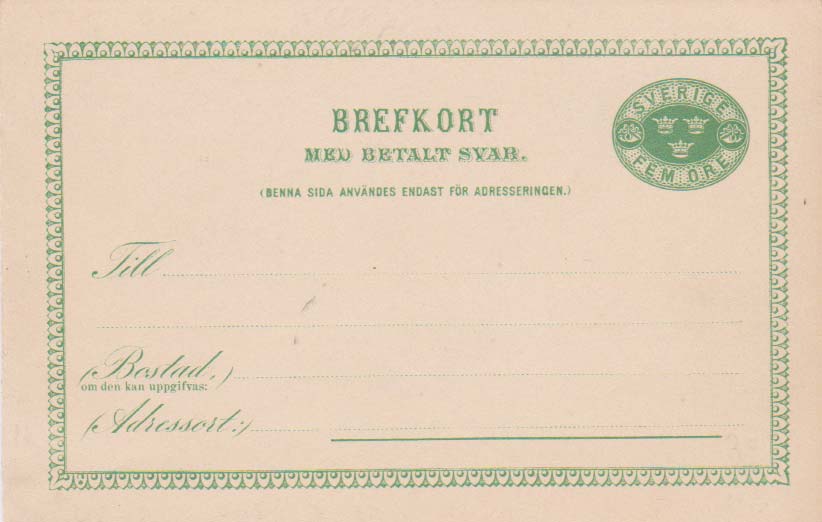 BREFKORT
MED BETALT SVAR.
(DENNA SIDA ANVÄNDES ENDAST FÖR ADRESSERINGEN.)
SVERIGE
FEM ÖRE
Till
(Bostad,)
om den kan uppgifvas:
(Adressort:)